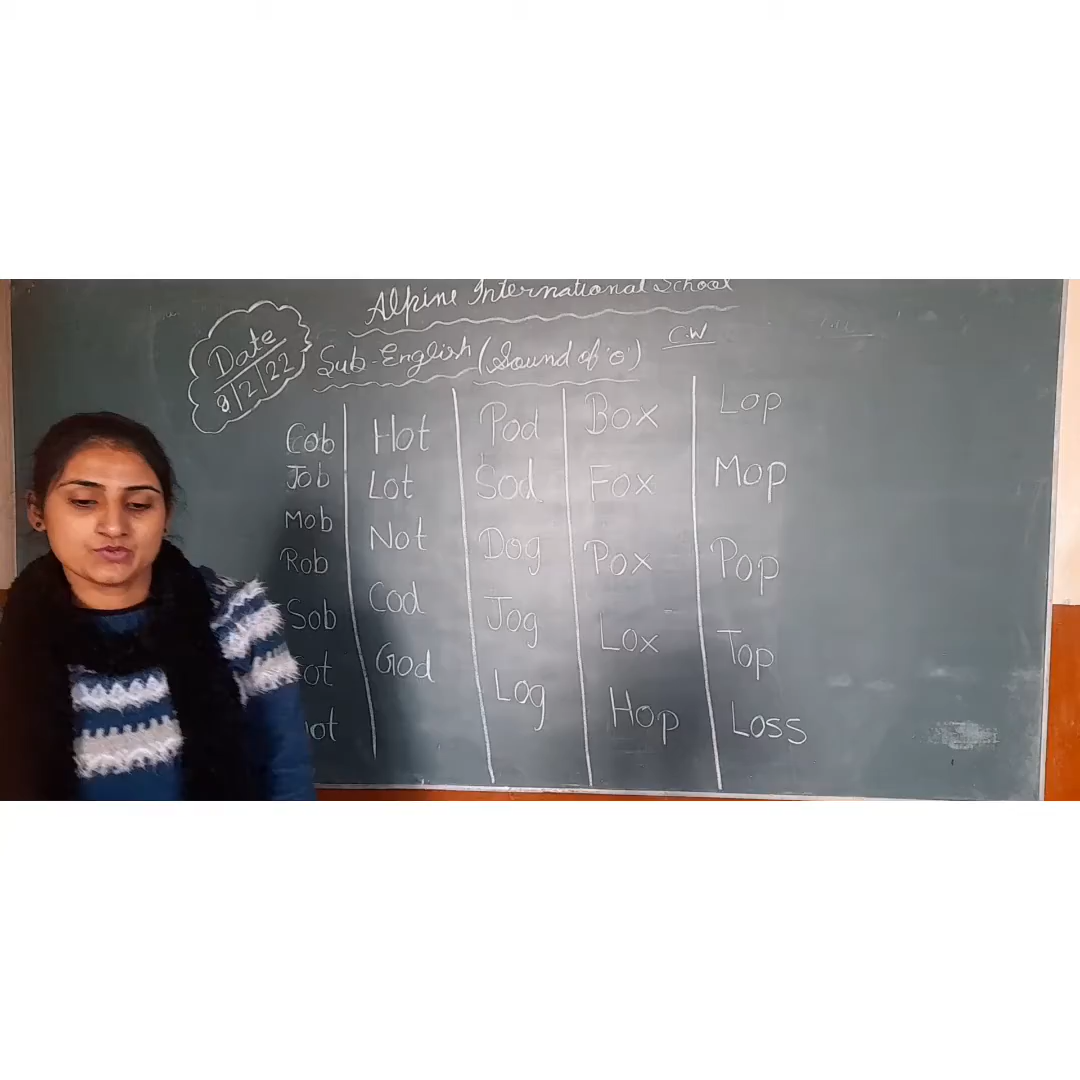 Alpine International School
Date
8/2/22
Sub-English (Sound of 'o')
C.W
Cob
Job
Mob
Rob
Sob
Hot
Lot
Not
Cod
God
Pod
Sod
Dog
Jog
Log
Box
Fox
Pox
Lox
Hop
Lop
Mop
Pop
Top
Loss